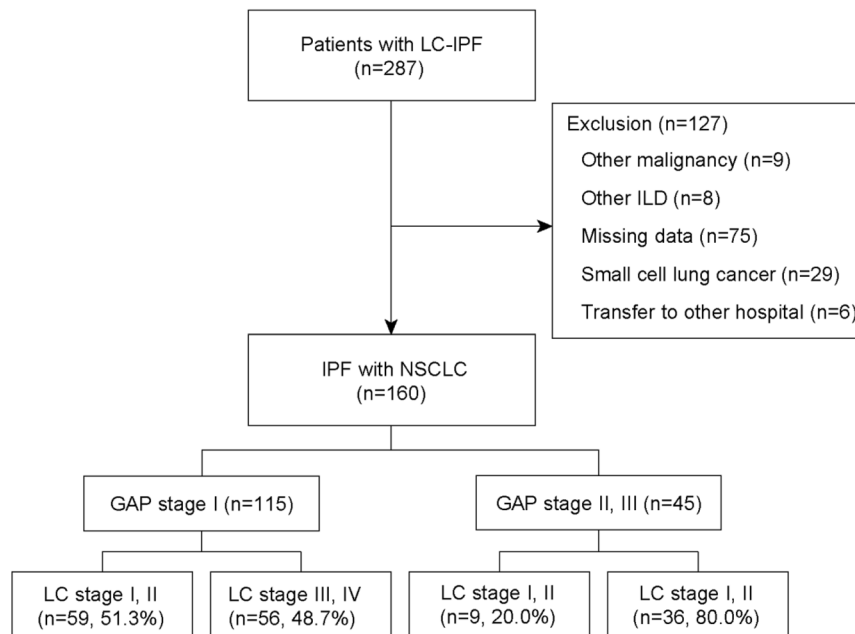 Patients with LC-IPF
(n=287)
Exclusion (n=127)
Other malignancy (n=9)
Other ILD (n=8)
Missing data (n=75)
Small cell lung cancer (n=29)
Transfer to other hospital (n=6)
IPF with NSCLC
(n=160)
GAP stage I (n=115)
GAP stage II, III (n=45)
LC stage I, II
(n=59, 51.3%)
LC stage III, IV
(n=56, 48.7%)
LC stage I, II
(n=9, 20.0%)
LC stage I, II
(n=36, 80.0%)